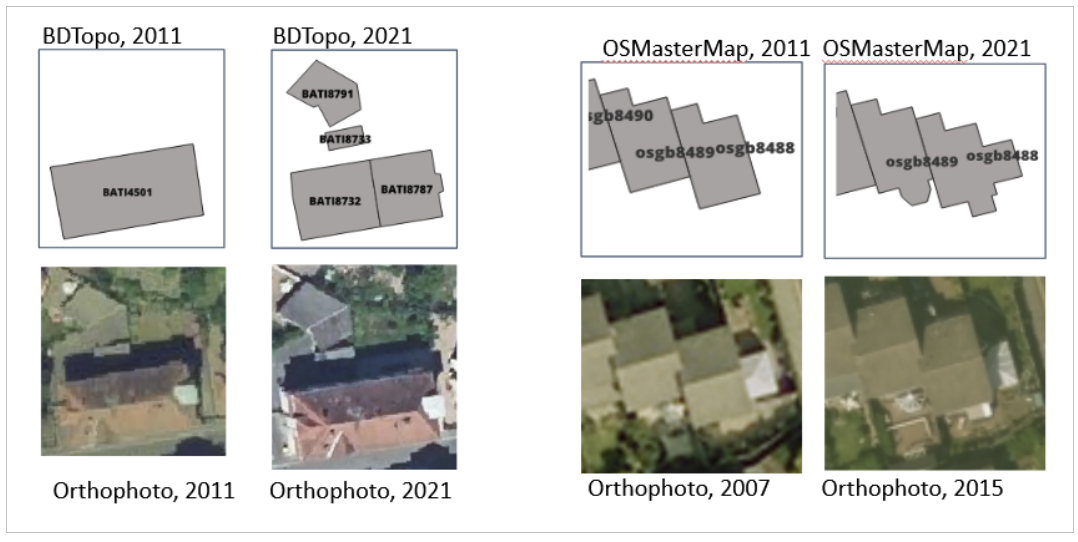 BDTopo, 2011
BDTopo, 2021
OSMasterMap, 2011
OSMasterMap, 2021
BATI4501
BATI8791
BATI8733
BATI8732
BATI8787
sgb8490
osgb8489
osgb8488
osgb8489
osgb8488
Orthophoto, 2011
Orthophoto, 2021
Orthophoto, 2007
Orthophoto, 2015